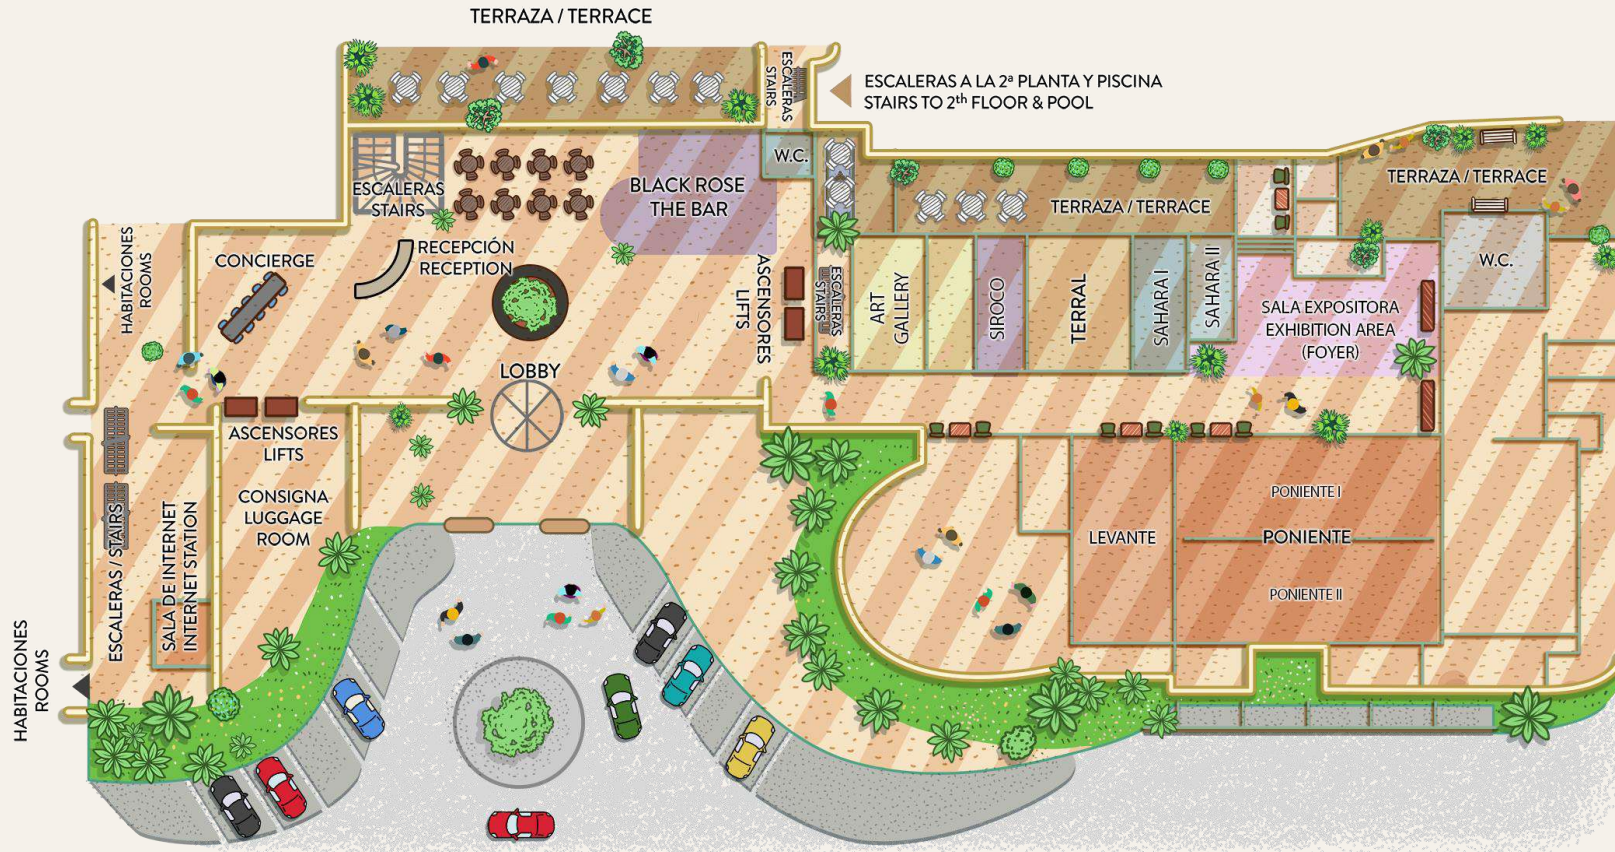 TERRAZA / TERRACE
ESCALERAS
STAIRS
ESCALERAS A LA 2ª PLANTA Y PISCINA
STAIRS TO 2th FLOOR & POOL
W.C.
ESCALERAS
STAIRS
BLACK ROSE
THE BAR
TERRAZA / TERRACE
TERRAZA / TERRACE
HABITACIONES
ROOMS
CONCIERGE
RECEPCIÓN
RECEPTION
ASCENSORES
LIFTS
ESCALERAS
STAIRS
ART
GALLERY
SIROCO
TERRAL
SAHARA I
SAHARA II
W.C.
SALA EXPOSITORA
EXHIBITION AREA
(FOYER)
LOBBY
ASCENSORES
LIFTS
CONSIGNA
LUGGAGE
ROOM
ESCALERAS / STAIRS
SALA DE INTERNET
INTERNET STATION
LEVANTE
PONIENTE I
PONIENTE
PONIENTE II
HABITACIONES
ROOMS